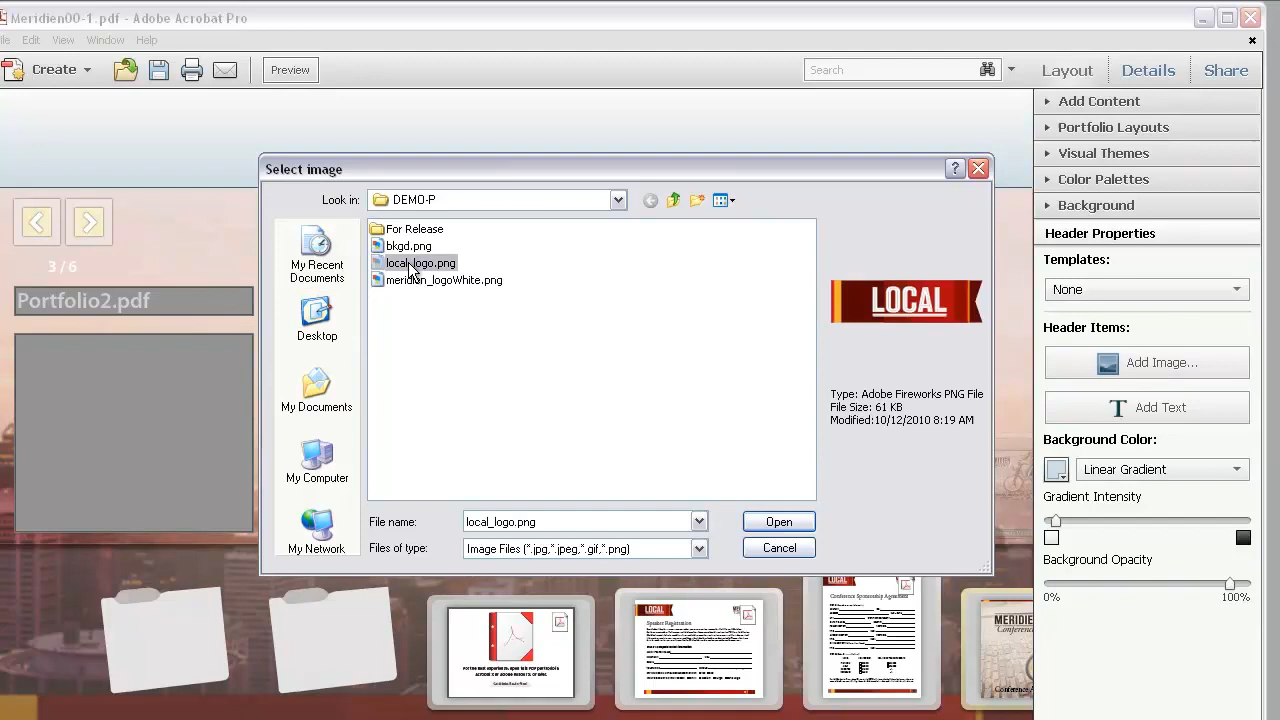 Meridien00-1.pdf - Adobe Acrobat Pro
Edit View Window Help
Create
Preview
Search
Layout Details Share
Add Content
Portfolio Layouts
Visual Themes
Color Palettes
Background
Header Properties
Templates:
None
Header Items:
Add Image...
T Add Text
Background Color:
Linear Gradient
Gradient Intensity
Background Opacity
0% 100%
3 / 6
Portfolio2.pdf
Select image
Look in: DEMO-P
My Recent
Documents
Desktop
My Documents
My Computer
My Network
For Release
bkgd.png
local_logo.png
meridien_logoWhite.png
LOCAL
Type: Adobe Fireworks PNG File
File Size: 61 KB
Modified:10/12/2010 8:19 AM
File name: local_logo.png
Open
Files of type: Image Files (*.jpg,*.jpeg,*.gif,*.png)
Cancel
LOCAL
Speaker Registration
LOCAL
Conference Sponsorship Agreement